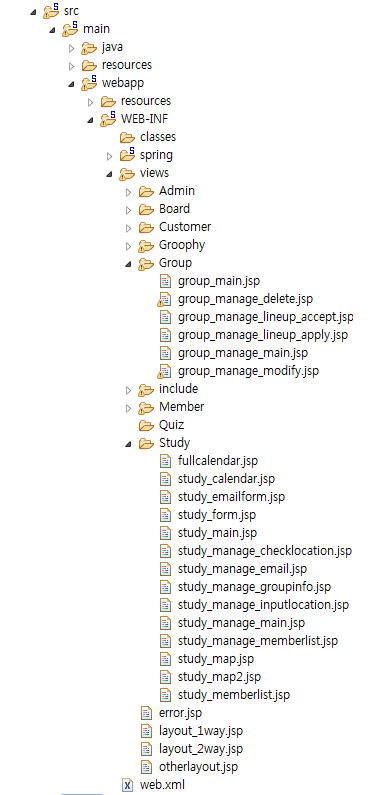 src
main
java
resources
webapp
resources
WEB-INF
classes
spring
views
Admin
Board
Customer
Groophy
Group
group_main.jsp
group_manage_delete.jsp
group_manage_lineup_accept.jsp
group_manage_lineup_apply.jsp
group_manage_main.jsp
group_manage_modify.jsp
include
Member
Quiz
Study
fullcalendar.jsp
study_calendar.jsp
study_emailform.jsp
study_form.jsp
study_main.jsp
study_manage_checklocation.jsp
study_manage_email.jsp
study_manage_groupinfo.jsp
study_manage_inputlocation.jsp
study_manage_main.jsp
study_manage_memberlist.jsp
study_map.jsp
study_map2.jsp
study_memberlist.jsp
error.jsp
layout_1way.jsp
layout_2way.jsp
otherlayout.jsp
web.xml